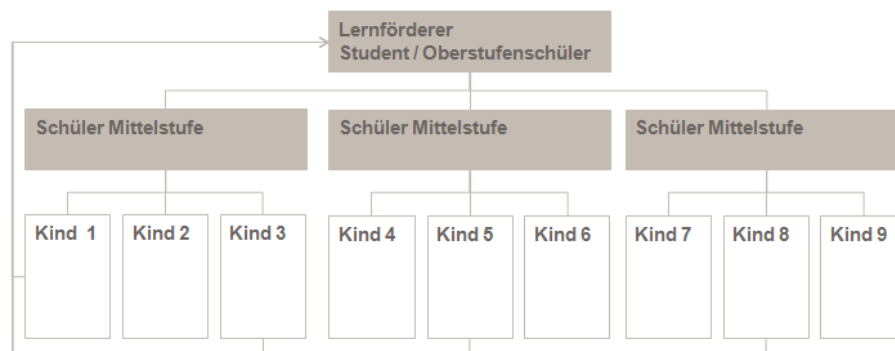 Lernförderer
Student / Oberstufenschüler
Schüler Mittelstufe
Schüler Mittelstufe
Schüler Mittelstufe
Kind 1
Kind 2
Kind 3
Kind 4
Kind 5
Kind 6
Kind 7
Kind 8
Kind 9